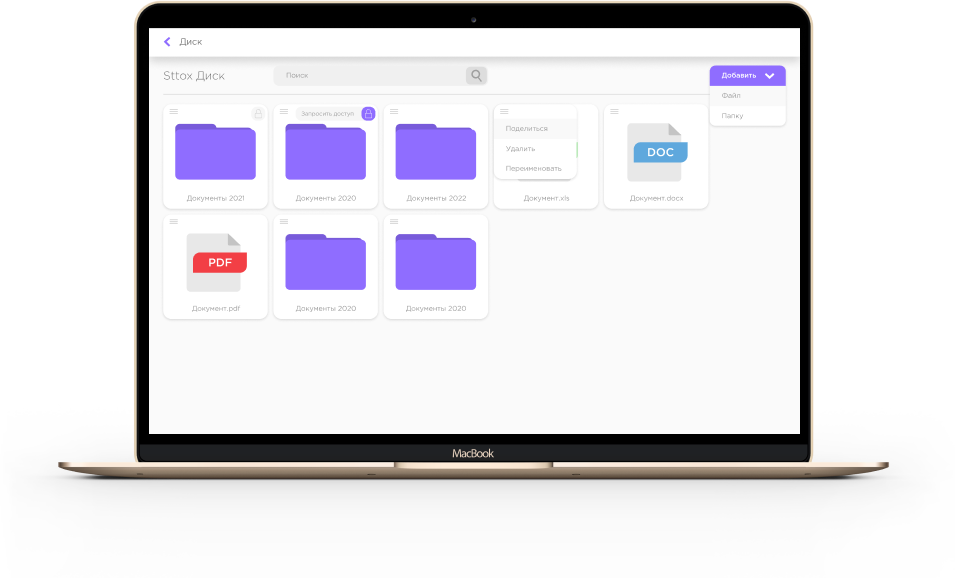 Диск
Sttox Диск
Поиск
Добавить
Файл
Папку
Запросить доступ
Поделиться
Удалить
Переименовать
DOC
Документы 2021
Документы 2020
Документы 2022
Документ.xls
Документ.docx
PDF
Документ.pdf
Документы 2020
Документы 2020
MacBook